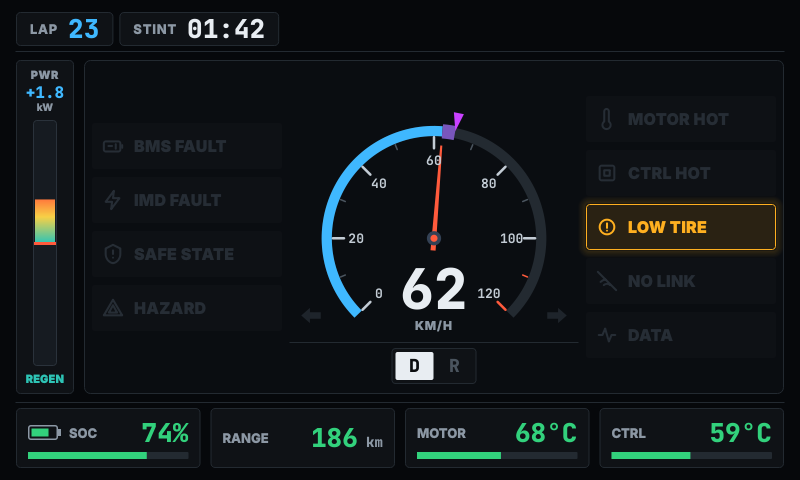 LAP 23 STINT 01:42
PWR
+1.8
kW
REGEN
BMS FAULT
IMD FAULT
SAFE STATE
HAZARD
0
20
40
60
80
100
120
62
KM/H
D R
MOTOR HOT
CTRL HOT
LOW TIRE
NO LINK
DATA
SOC 74%
RANGE 186 km
MOTOR 68°C
CTRL 59°C